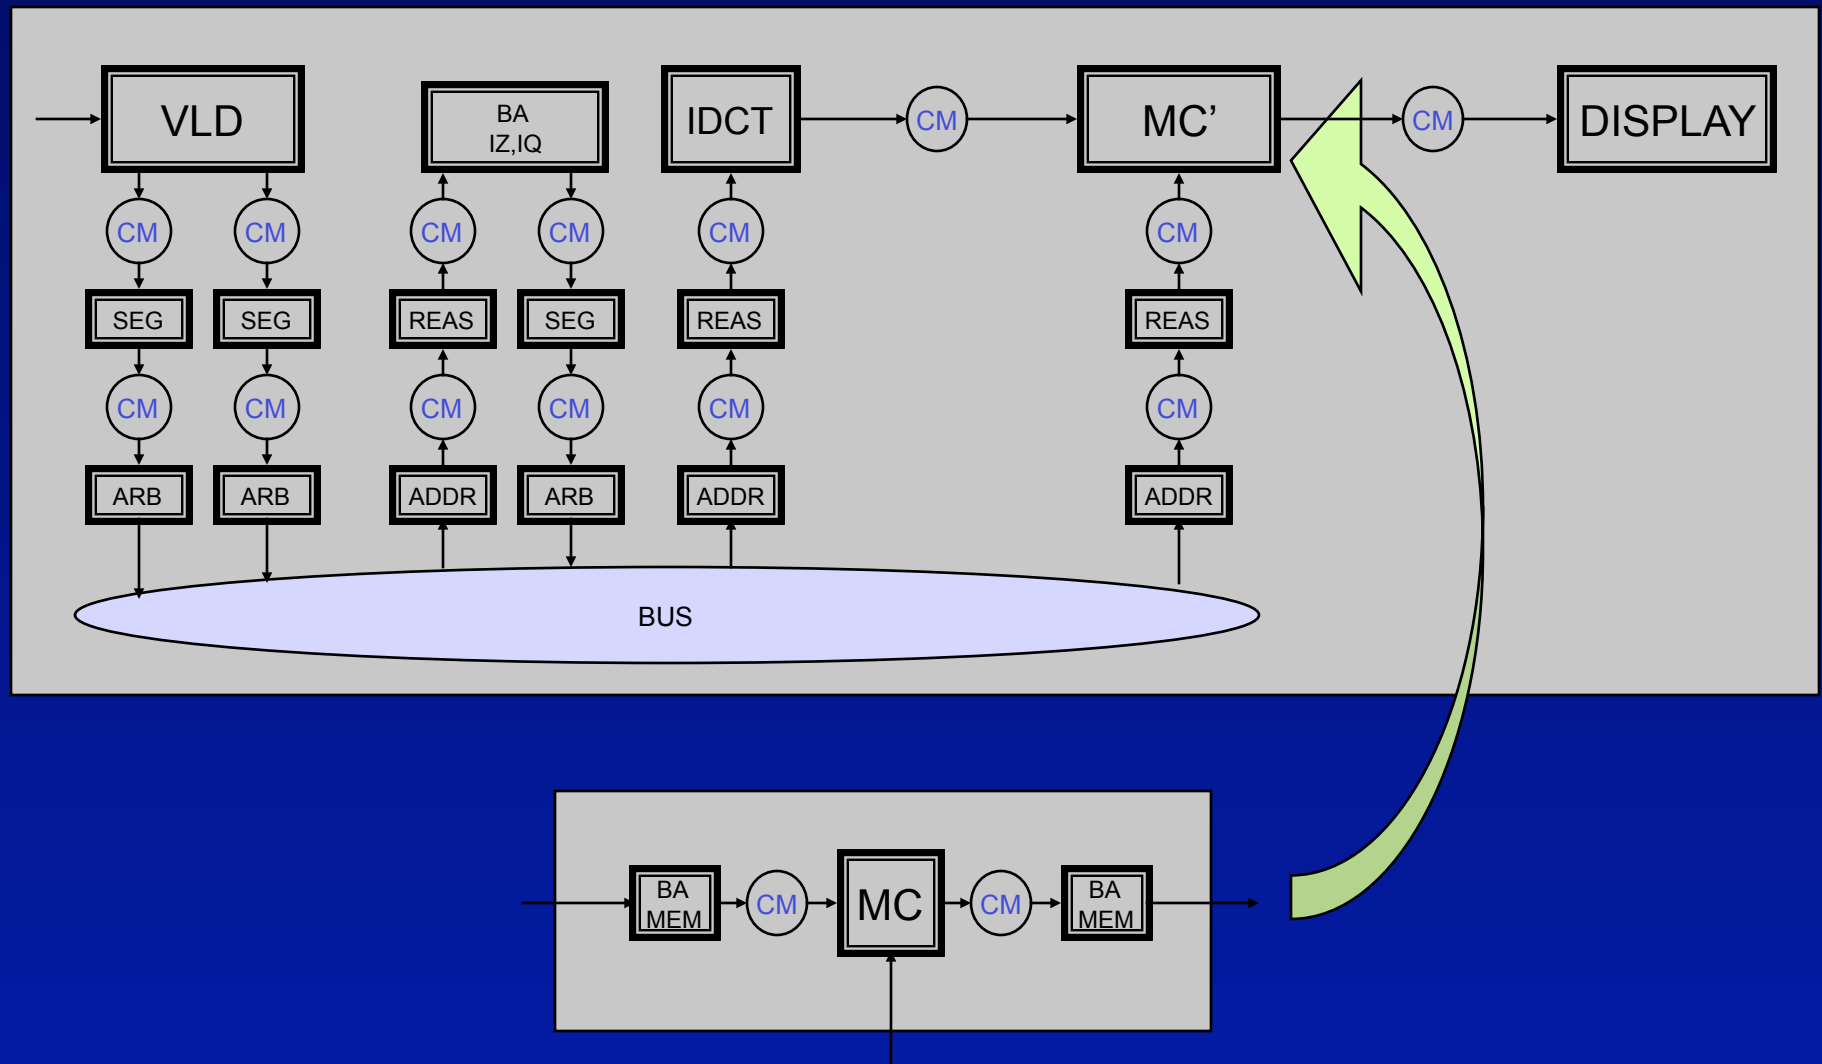 VLD
BA
IZ,IQ
IDCT
CM
MC’
CM
DISPLAY
CM
CM
CM
CM
CM
CM
SEG
SEG
REAS
SEG
REAS
REAS
CM
CM
CM
CM
CM
CM
ARB
ARB
ADDR
ARB
ADDR
ADDR
BUS
BA
MEM
CM
MC
CM
BA
MEM